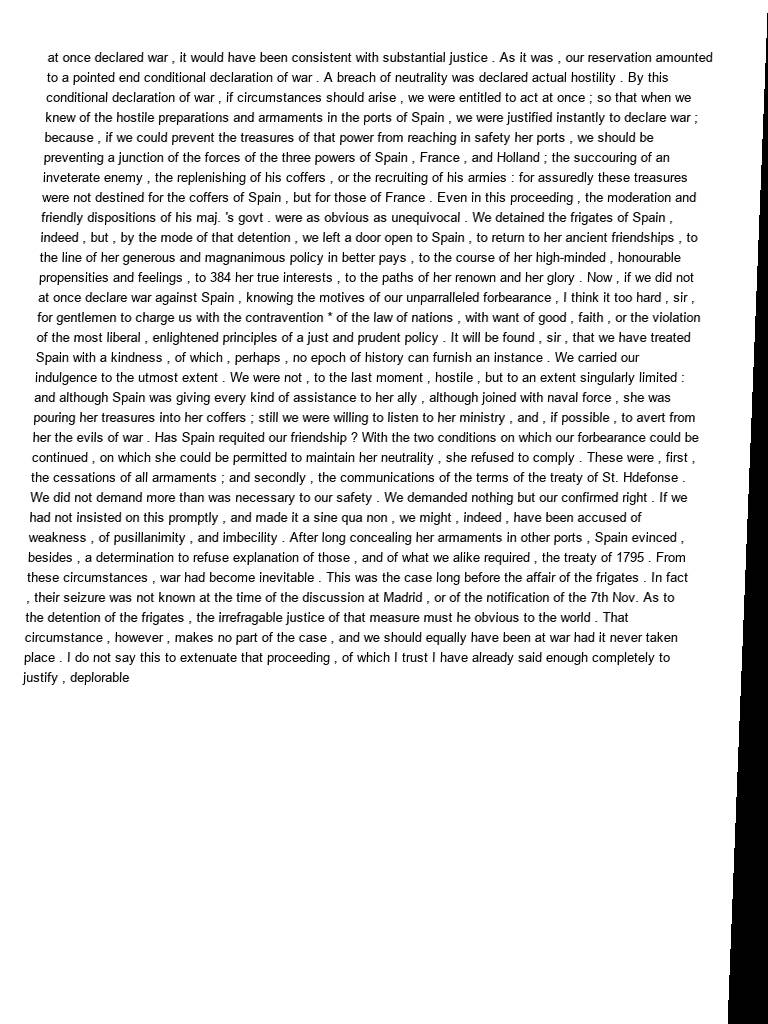 at once declared war , it would have been consistent with substantial justice . As it was , our reservation amounted
to a pointed end conditional declaration of war . A breach of neutrality was declared actual hostility . By this
conditional declaration of war , if circumstances should arise , we were entitled to act at once ; so that when we
knew of the hostile preparations and armaments in the ports of Spain , we were justified instantly to declare war ;
because , if we could prevent the treasures of that power from reaching in safety her ports , we should be
preventing a junction of the forces of the three powers of Spain , France , and Holland ; the succouring of an
inveterate enemy , the replenishing of his coffers , or the recruiting of his armies : for assuredly these treasures
were not destined for the coffers of Spain , but for those of France . Even in this proceeding , the moderation and
friendly dispositions of his maj. 's govt . were as obvious as unequivocal . We detained the frigates of Spain ,
indeed , but , by the mode of that detention , we left a door open to Spain , to return to her ancient friendships , to
the line of her generous and magnanimous policy in better pays , to the course of her high-minded , honourable
propensities and feelings , to 384 her true interests , to the paths of her renown and her glory . Now , if we did not
at once declare war against Spain , knowing the motives of our unparralleled forbearance , I think it too hard , sir ,
for gentlemen to charge us with the contravention * of the law of nations , with want of good , faith , or the violation
of the most liberal , enlightened principles of a just and prudent policy . It will be found , sir , that we have treated
Spain with a kindness , of which , perhaps , no epoch of history can furnish an instance . We carried our
indulgence to the utmost extent . We were not , to the last moment , hostile , but to an extent singularly limited :
and although Spain was giving every kind of assistance to her ally , although joined with naval force , she was
pouring her treasures into her coffers ; still we were willing to listen to her ministry , and , if possible , to avert from
her the evils of war . Has Spain requited our friendship ? With the two conditions on which our forbearance could be
continued , on which she could be permitted to maintain her neutrality , she refused to comply . These were , first ,
the cessations of all armaments ; and secondly , the communications of the terms of the treaty of St. Hdefonse .
We did not demand more than was necessary to our safety . We demanded nothing but our confirmed right . If we
had not insisted on this promptly , and made it a sine qua non , we might , indeed , have been accused of
weakness , of pusillanimity , and imbecility . After long concealing her armaments in other ports , Spain evinced ,
besides , a determination to refuse explanation of those , and of what we alike required , the treaty of 1795 . From
these circumstances , war had become inevitable . This was the case long before the affair of the frigates . In fact
, their seizure was not known at the time of the discussion at Madrid , or of the notification of the 7th Nov. As to
the detention of the frigates , the irrefragable justice of that measure must he obvious to the world . That
circumstance , however , makes no part of the case , and we should equally have been at war had it never taken
place . I do not say this to extenuate that proceeding , of which I trust I have already said enough completely to
justify , deplorable